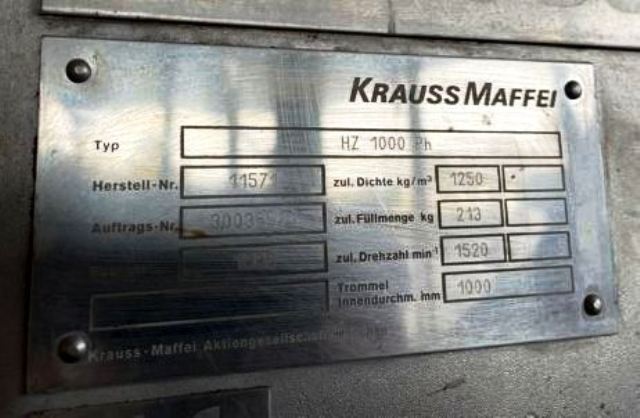 KRAUSS MAFFEI
Typ HZ 1000 Ph
Herstell-Nr. 11571 zul. Dichte kg/m³ 1250
Auftrags-Nr. zul. Füllmenge kg 213
zul. Drehzahl min⁻¹ 1520
Trommel
Innendurchm. mm 1000
Krauss-Maffei Aktiengesellschaft